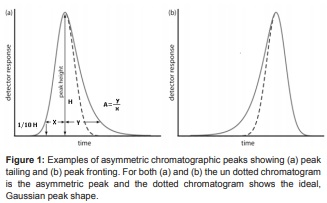 (a)
detector response
peak height
H
A=y/x
1/10 H
X
Y
time
(b)
detector response
time
Figure 1: Examples of asymmetric chromatographic peaks showing (a) peak
tailing and (b) peak fronting. For both (a) and (b) the un dotted chromatogram
is the asymmetric peak and the dotted chromatogram shows the ideal,
Gaussian peak shape.